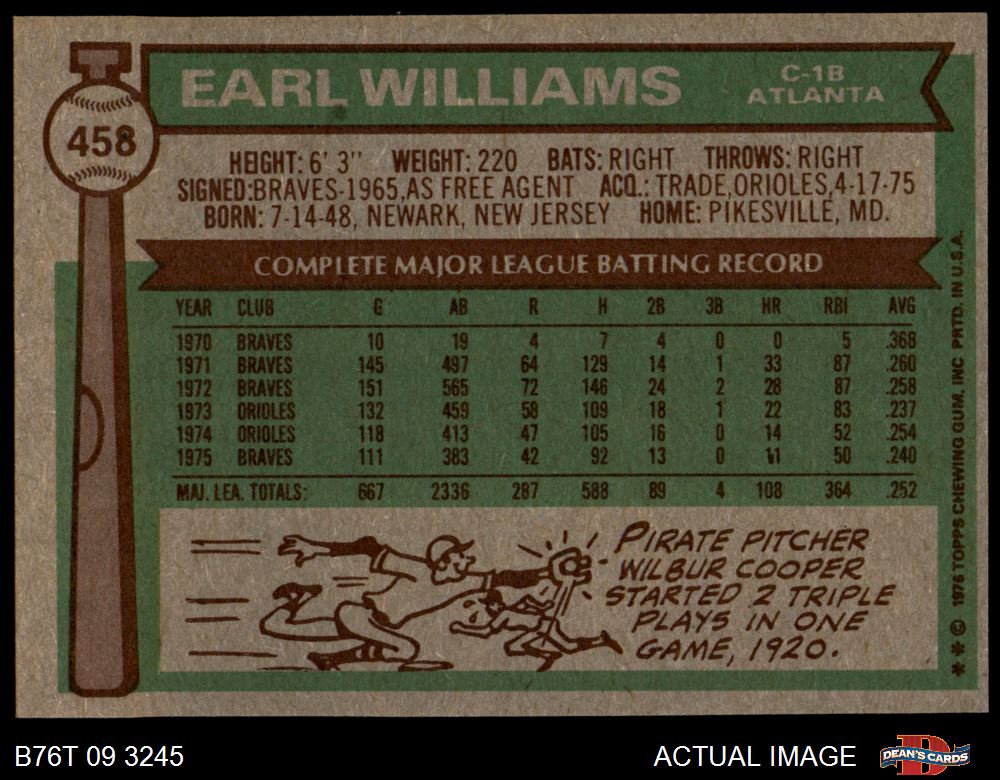 EARL WILLIAMS
C-1B
ATLANTA
458
HEIGHT: 6' 3" WEIGHT: 220 BATS: RIGHT THROWS: RIGHT
SIGNED:BRAVES-1965,AS FREE AGENT ACQ.: TRADE,ORIOLES,4-17-75
BORN: 7-14-48, NEWARK, NEW JERSEY HOME: PIKESVILLE, MD.
COMPLETE MAJOR LEAGUE BATTING RECORD
YEAR CLUB G AB R H 2B 3B HR RBI AVG
1970 BRAVES 10 19 4 7 4 0 0 5 .368
1971 BRAVES 145 497 64 129 14 1 33 87 .260
1972 BRAVES 151 565 72 146 24 2 28 87 .258
1973 ORIOLES 132 459 58 109 18 1 22 83 .237
1974 ORIOLES 118 413 47 105 16 0 14 52 .254
1975 BRAVES 111 383 42 92 13 0 11 50 .240
MAJ. LEA. TOTALS: 667 2336 287 588 89 4 108 364 .252
PIRATE PITCHER
WILBUR COOPER
STARTED 2 TRIPLE
PLAYS IN ONE
GAME, 1920.
** © 1976 TOPPS CHEWING GUM, INC PRTD. IN U.S.A.
B76T 09 3245
ACTUAL IMAGE
D
DEAN'S CARDS